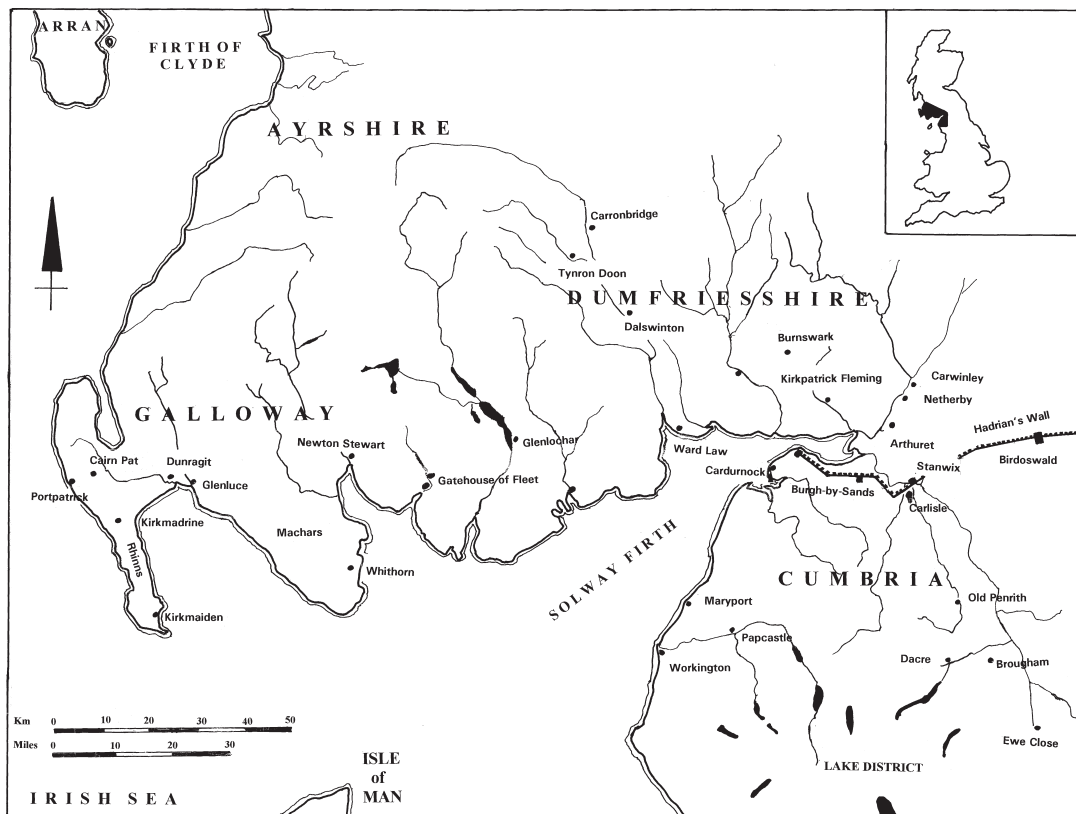 ARRAN
FIRTH OF
CLYDE
AYRSHIRE
Carronbridge
Tynron Doon
DUMFRIESSHIRE
Dalswinton
Burnswark
Kirkpatrick Fleming
Carwinley
Netherby
GALLOWAY
Hadrian's Wall
Newton Stewart
Glenlochar
Ward Law
Arthuret
Birdoswald
Cairn Pat
Dunragit
Cardurnock
Stanwix
Portpatrick
Glenluce
Gatehouse of Fleet
Burgh-by-Sands
Carlisle
Kirkmadrine
Machars
Rhinns
Whithorn
SOLWAY FIRTH
CUMBRIA
Kirkmaiden
Maryport
Old Penrith
Papcastle
Workington
Dacre
Brougham
Km 0 10 20 30 40 50
Miles 0 10 20 30
Ewe Close
ISLE
of
MAN
LAKE DISTRICT
IRISH SEA